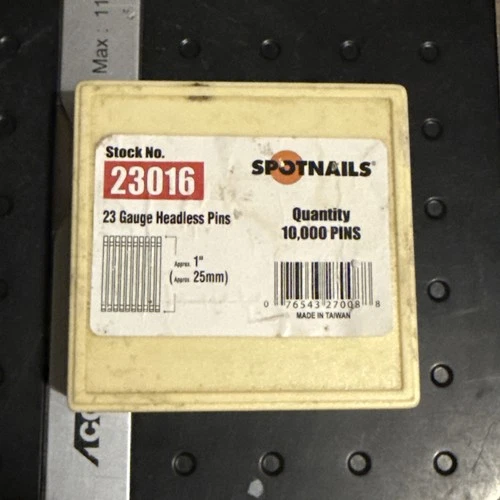 Max : 11
Stock No.
23016
SPOTNAILS®
23 Gauge Headless Pins
Quantity
10,000 PINS
Approx. 1"
(Approx. 25mm)
0 76543 27008 8
MADE IN TAIWAN